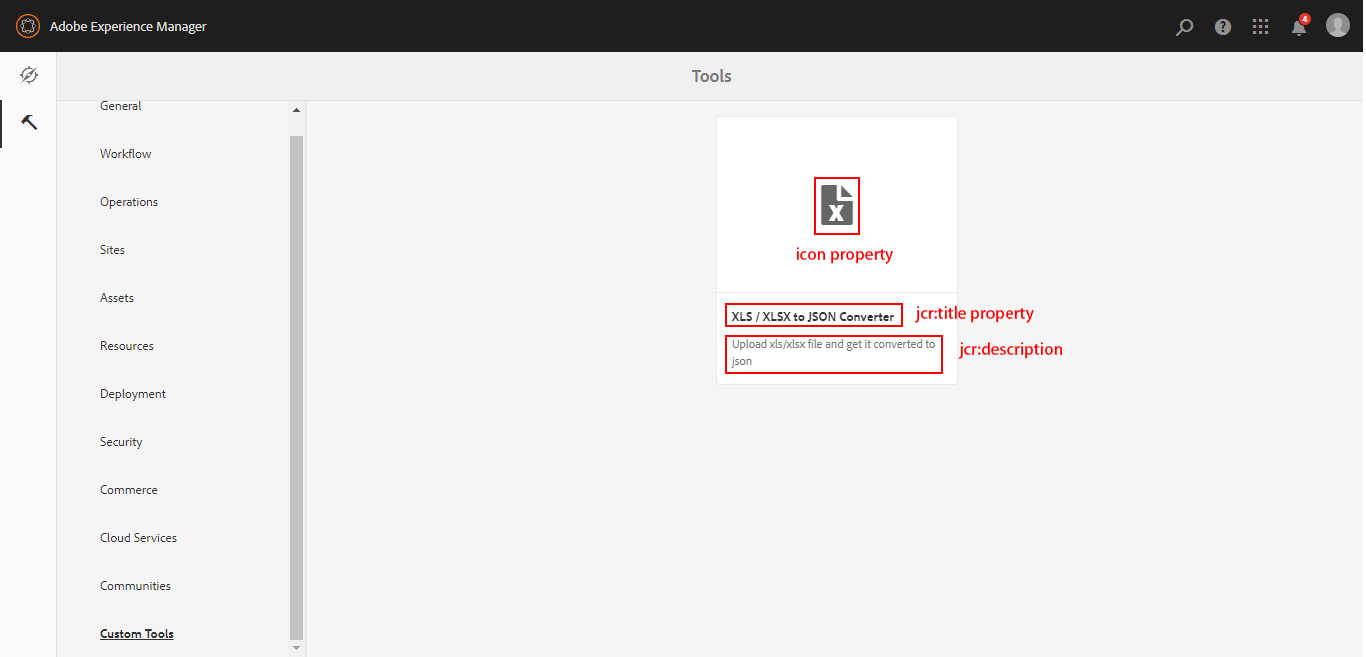 Adobe Experience Manager
4
Tools
General
Workflow
Operations
Sites
Assets
Resources
Deployment
Security
Commerce
Cloud Services
Communities
Custom Tools
X
icon property
XLS / XLSX to JSON Converter
jcr:title property
Upload xls/xlsx file and get it converted to
json
jcr:description